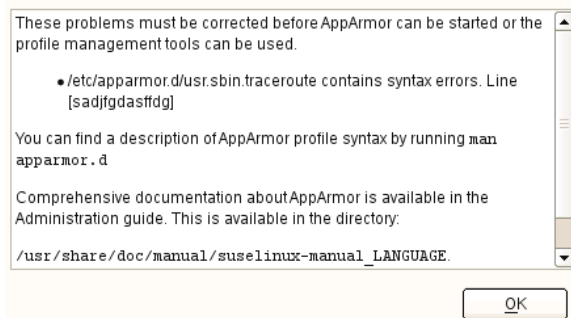 These problems must be corrected before AppArmor can be started or the
profile management tools can be used.
• /etc/apparmor.d/usr.sbin.traceroute contains syntax errors. Line
[sadjfgdasffdg]
You can find a description of AppArmor profile syntax by running man
apparmor.d
Comprehensive documentation about AppArmor is available in the
Administration guide. This is available in the directory:
/usr/share/doc/manual/suselinux-manual_LANGUAGE.
OK